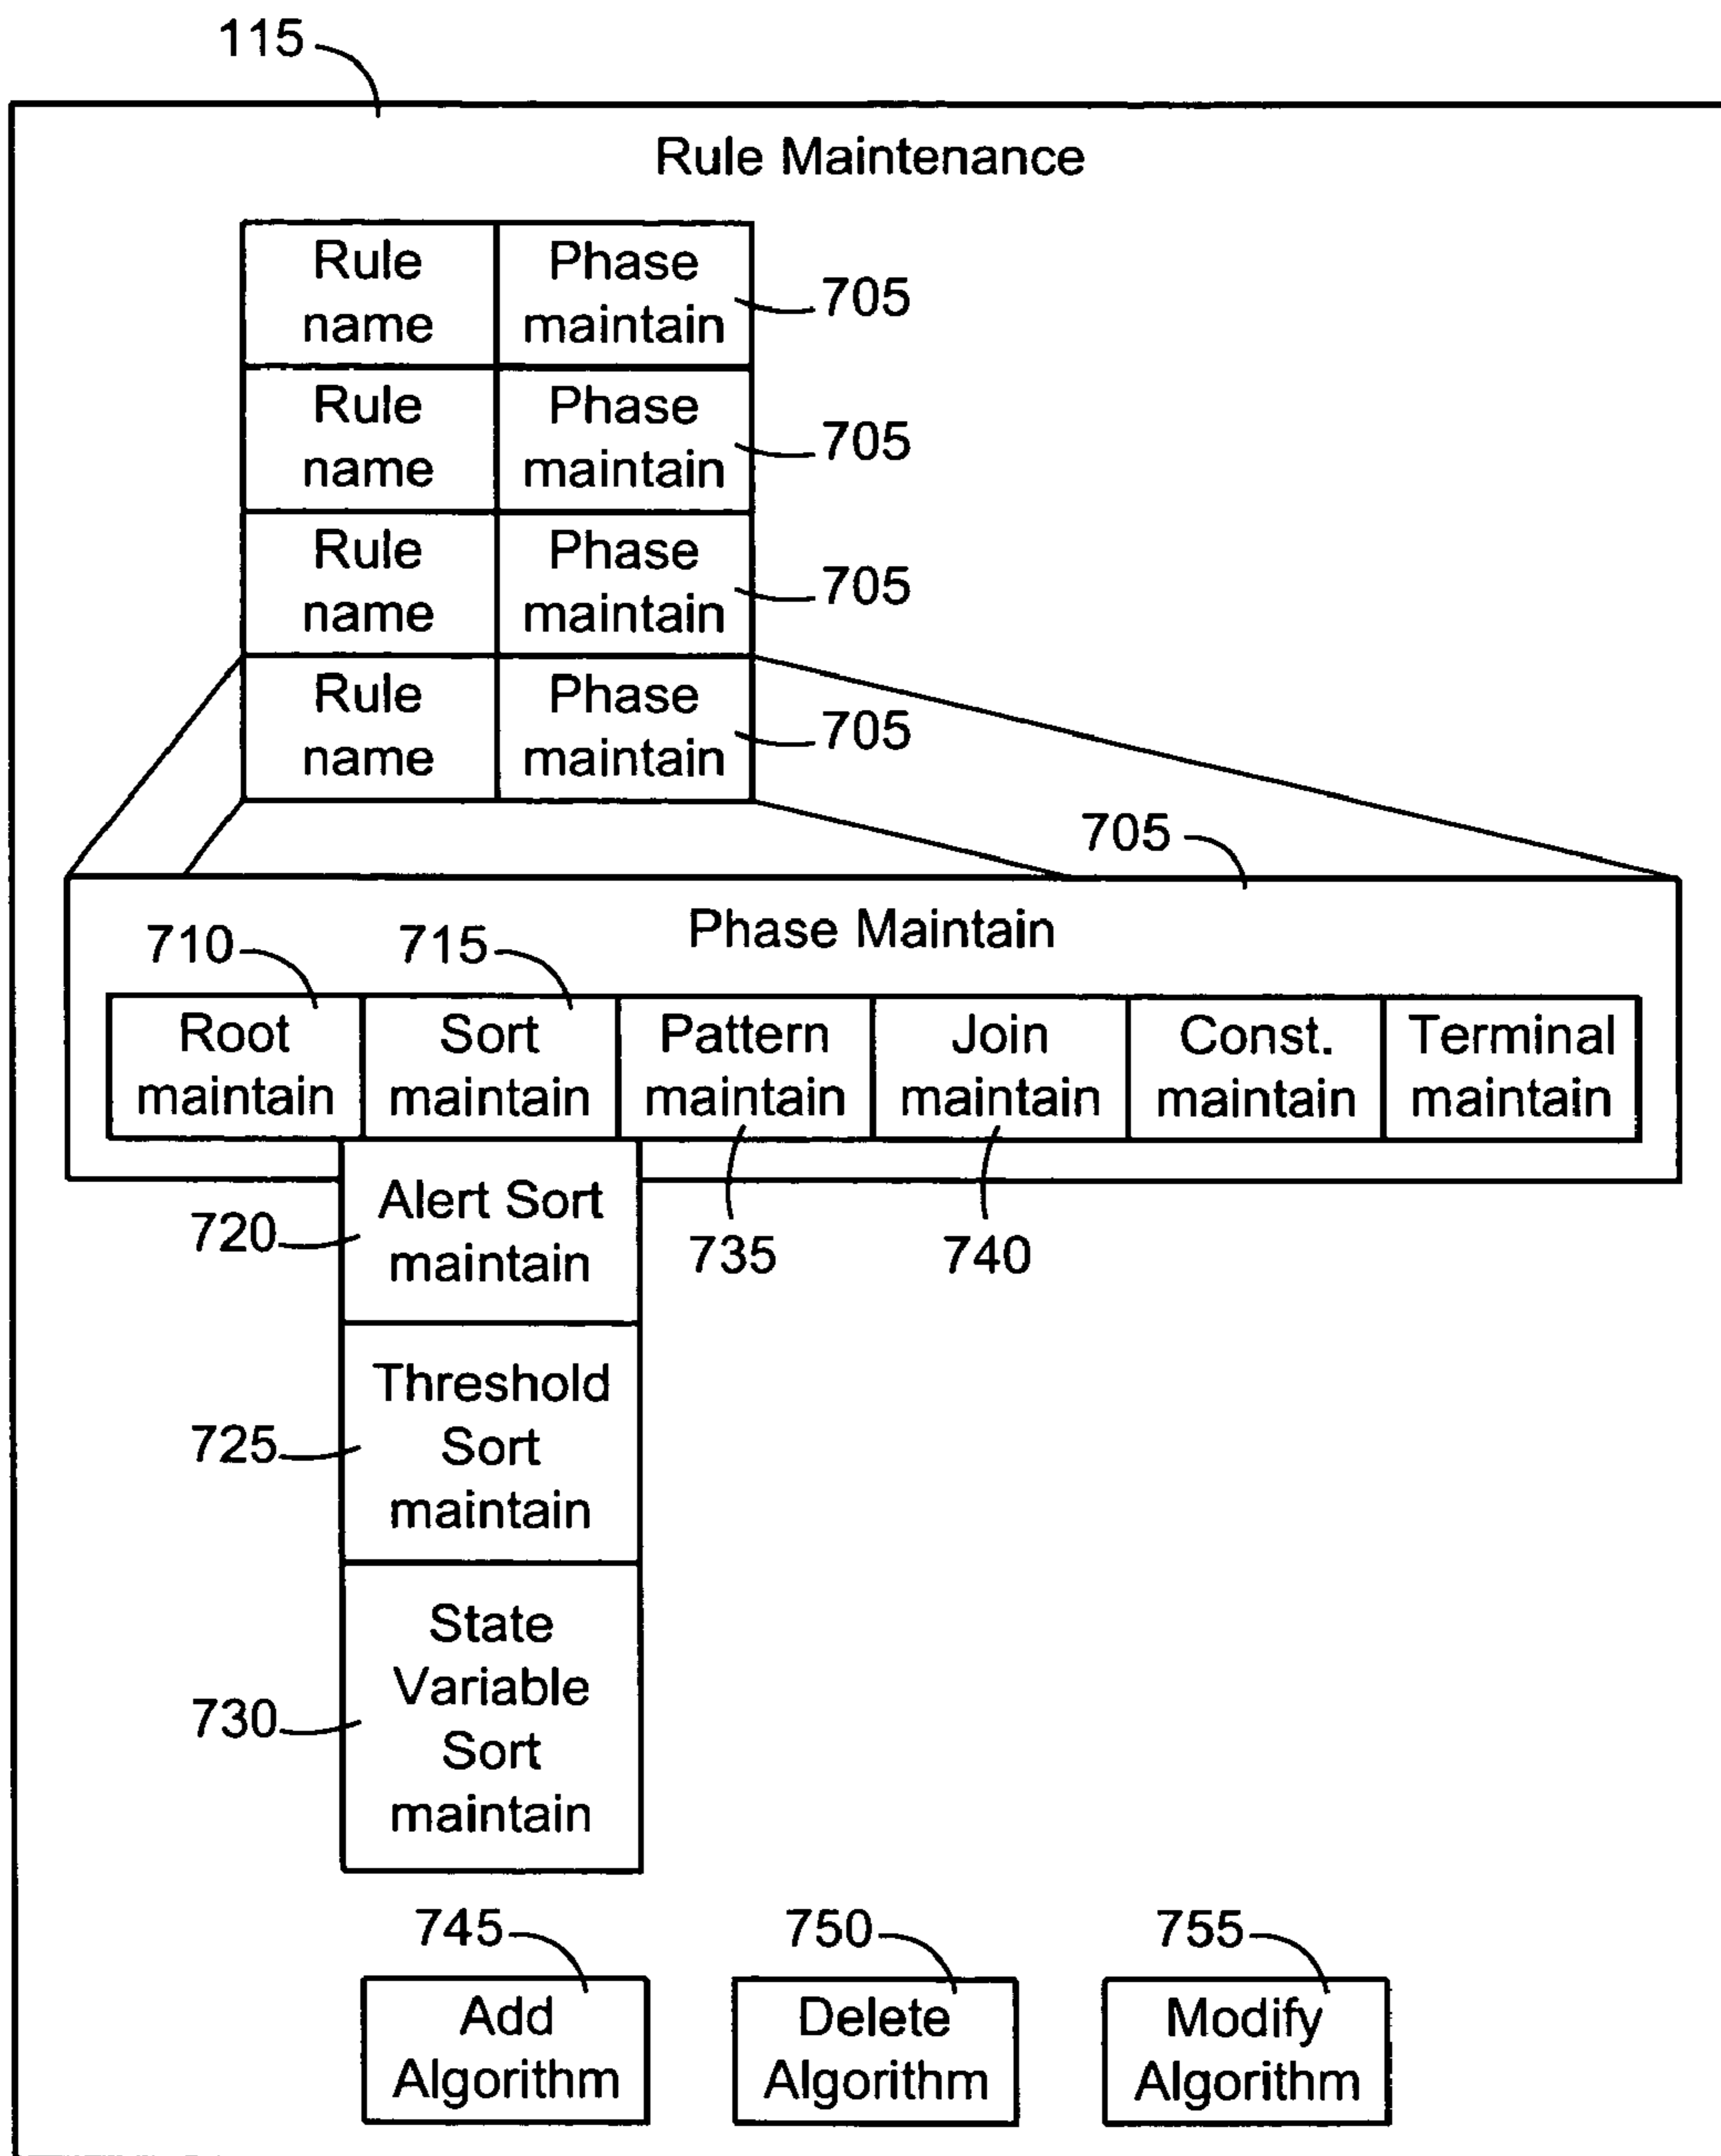 115
Rule Maintenance
Rule
name
Phase
maintain
705
Rule
name
Phase
maintain
705
Rule
name
Phase
maintain
705
Rule
name
Phase
maintain
705
705
Phase Maintain
710
715
Root
maintain
Sort
maintain
Pattern
maintain
Join
maintain
Const.
maintain
Terminal
maintain
720
Alert Sort
maintain
735
740
725
Threshold
Sort
maintain
730
State
Variable
Sort
maintain
745
750
755
Add
Algorithm
Delete
Algorithm
Modify
Algorithm